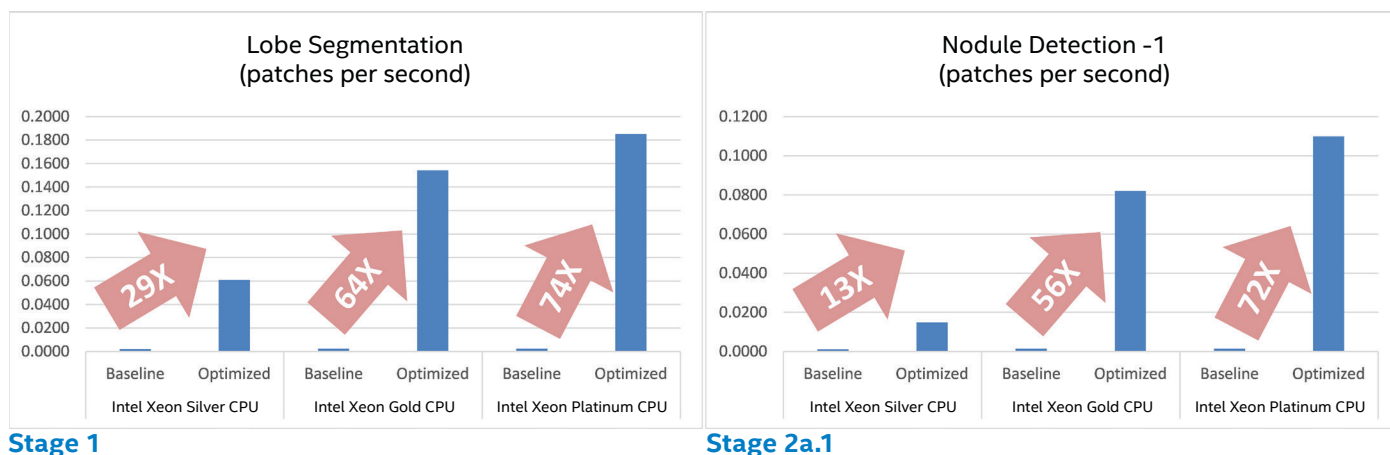 Lobe Segmentation
(patches per second)
0.2000
0.1800
0.1600
0.1400
0.1200
0.1000
0.0800
0.0600
0.0400
0.0200
0.0000
29X
64X
74X
Baseline Optimized Baseline Optimized Baseline Optimized
Intel Xeon Silver CPU Intel Xeon Gold CPU Intel Xeon Platinum CPU
Stage 1
Nodule Detection -1
(patches per second)
0.1200
0.1000
0.0800
0.0600
0.0400
0.0200
0.0000
13X
56X
72X
Baseline Optimized Baseline Optimized Baseline Optimized
Intel Xeon Silver CPU Intel Xeon Gold CPU Intel Xeon Platinum CPU
Stage 2a.1